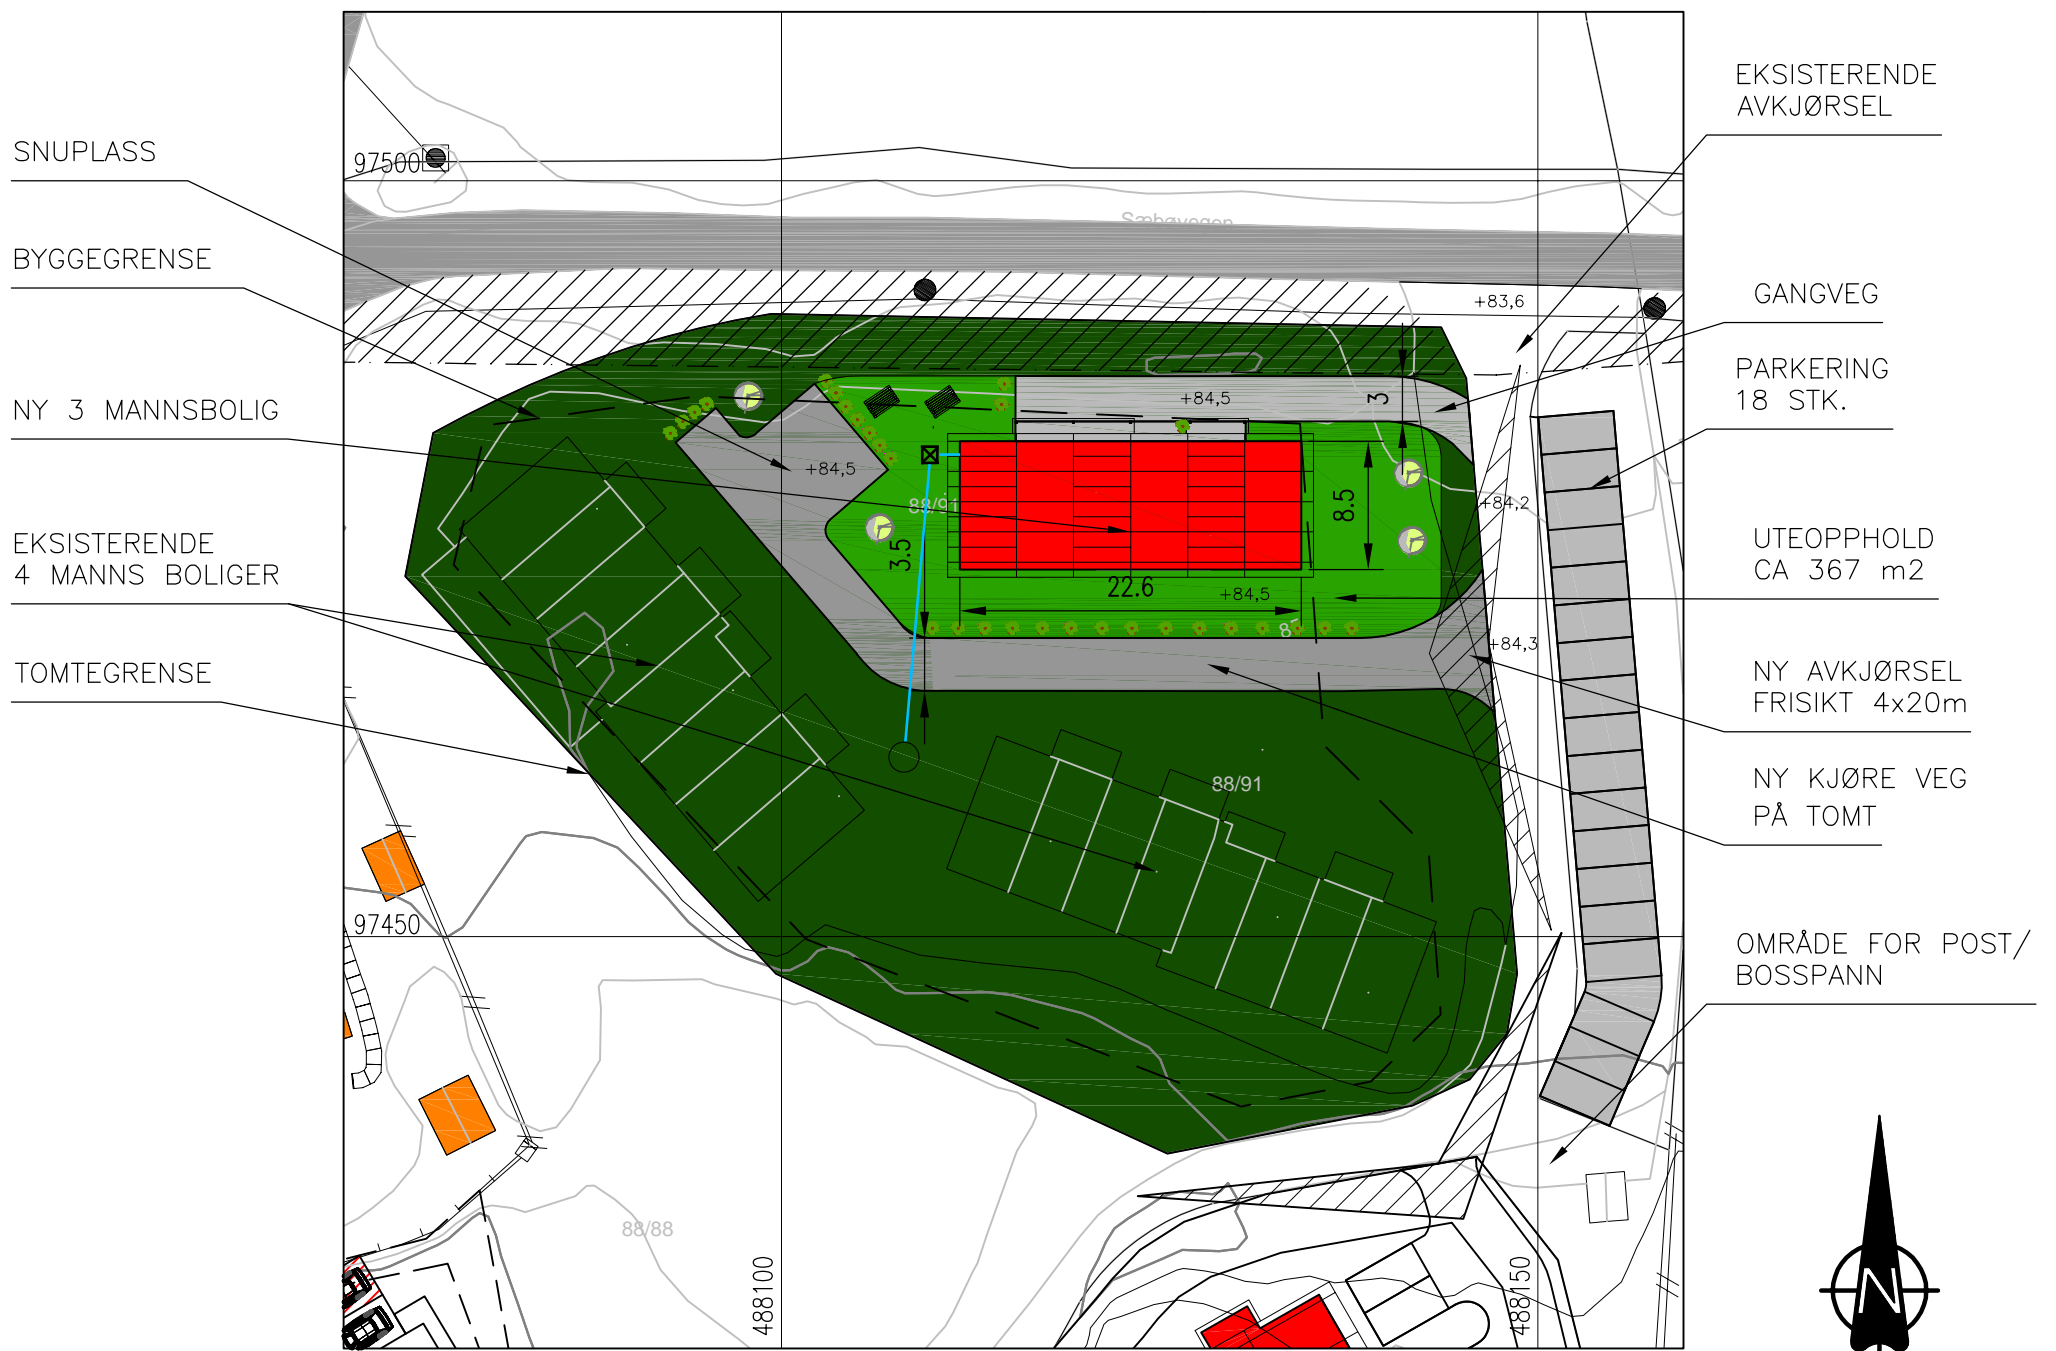 SNUPLASS
BYGGEGRENSE
NY 3 MANNSBOLIG
EKSISTERENDE
4 MANNS BOLIGER
TOMTEGRENSE
97500
Sæbøvegen
+83,6
+84,5
3
+84,5
88/91
8.5
+84,2
3.5
22.6
+84,5
+84,3
88/91
97450
88/88
488100
488150
EKSISTERENDE
AVKJØRSEL
GANGVEG
PARKERING
18 STK.
UTEOPPHOLD
CA 367 m2
NY AVKJØRSEL
FRISIKT 4x20m
NY KJØRE VEG
PÅ TOMT
OMRÅDE FOR POST/
BOSSPANN
N